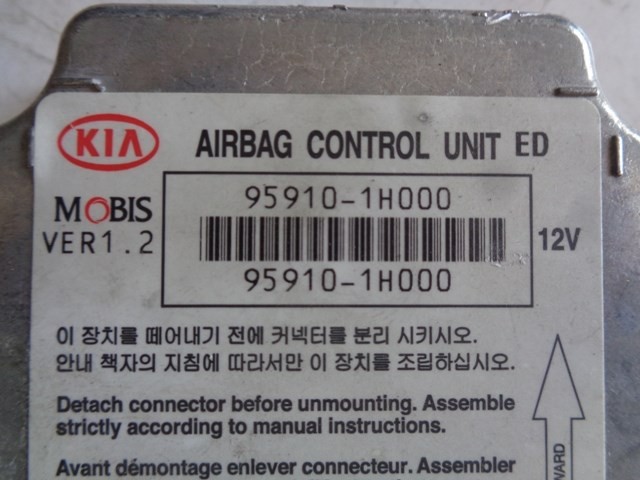 KIA
AIRBAG CONTROL UNIT ED
MOBIS
VER1.2
95910-1H000
95910-1H000
12V
이 장치를 떼어내기 전에 커넥터를 분리 시키시오.
안내 책자의 지침에 따라서만 이 장치를 조립하십시오.
Detach connector before unmounting. Assemble
strictly according to manual instructions.
Avant démontage enlever connecteur. Assembler
WARD